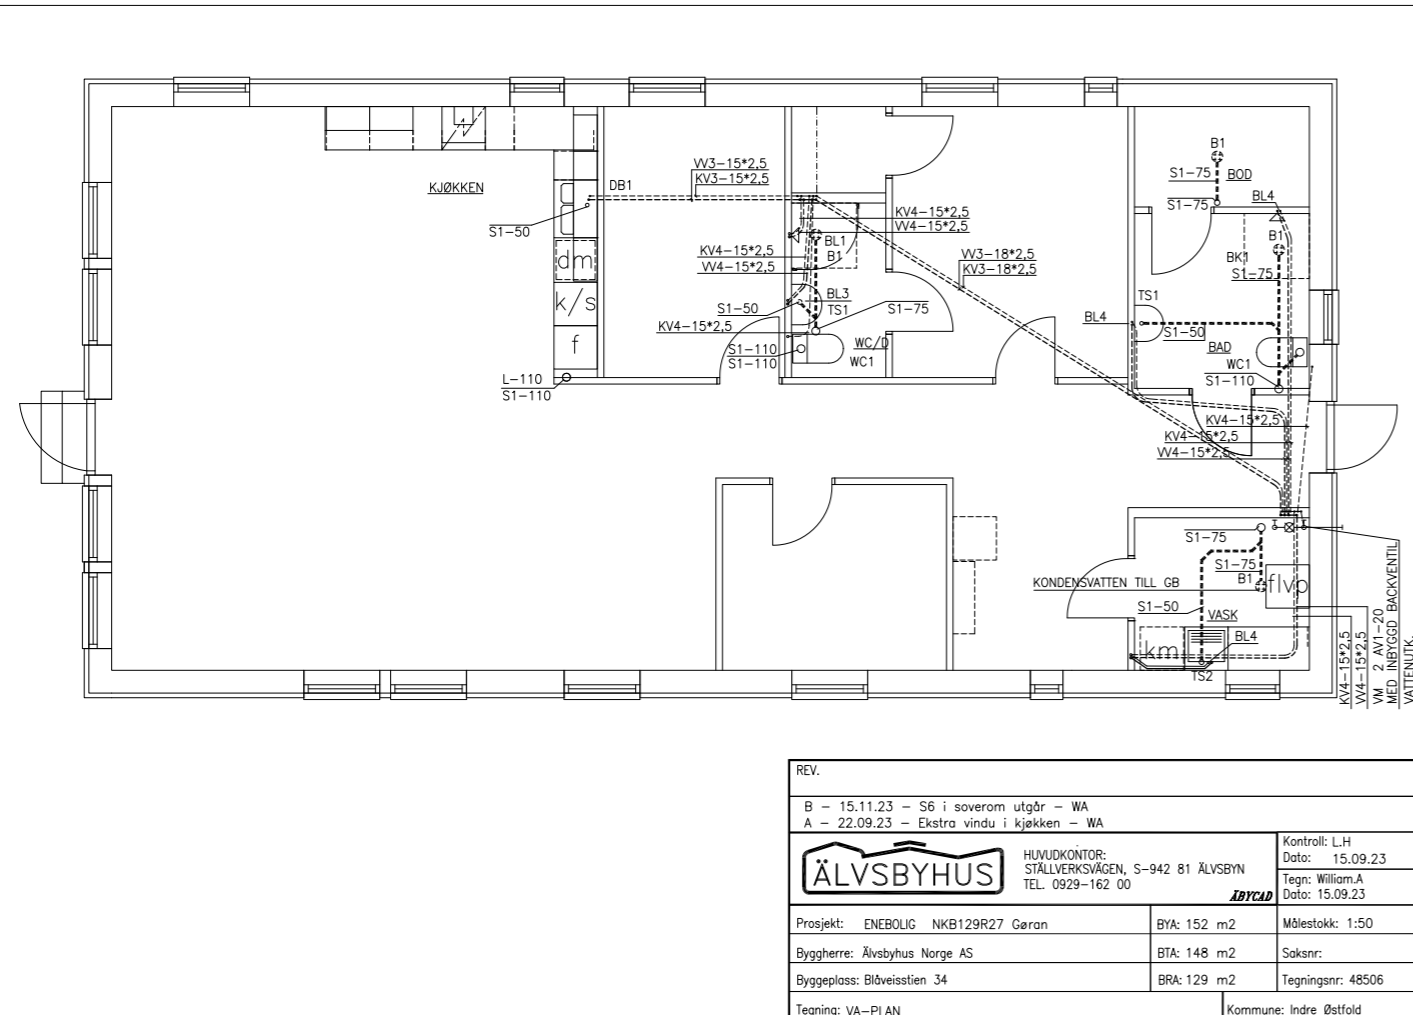 KJØKKEN
DB1
VV3-15*2,5
KV3-15*2,5
S1-50
dm
k/s
f
L-110
S1-110
KV4-15*2,5
VV4-15*2,5
BL1
B1
KV4-15*2,5
VV4-15*2,5
BL3
TS1
S1-50
S1-75
KV4-15*2,5
S1-110
S1-110
WC/D
WC1
VV3-18*2,5
KV3-18*2,5
B1
S1-75
BOD
S1-75
BL4
B1
BK1
S1-75
TS1
BL4
S1-50
BAD
WC1
S1-110
KV4-15*2,5
KV4-15*2,5
VV4-15*2,5
S1-75
S1-75
B1
flvp
KONDENSVATTEN TILL GB
S1-50
VASK
BL4
km
TS2
KV4-15*2,5
VV4-15*2,5
VM 2 AV1-20
MED INBYGGD BACKVENTIL
VATTENUTK.
REV.
B - 15.11.23 - S6 i soverom utgår - WA
A - 22.09.23 - Ekstra vindu i kjøkken - WA
ÄLVSBYHUS
HUVUDKONTOR:
STÄLLVERKSVÄGEN, S-942 81 ÄLVSBYN
TEL. 0929-162 00
ÄBYCAD
Kontroll: L.H
Dato: 15.09.23
Tegn: William.A
Dato: 15.09.23
Prosjekt: ENEBOLIG NKB129R27 Gøran
BYA: 152 m2
Målestokk: 1:50
Byggherre: Älvsbyhus Norge AS
BTA: 148 m2
Saksnr:
Byggeplass: Blåveisstien 34
BRA: 129 m2
Tegningsnr: 48506
Tegning: VA-PLAN
Kommune: Indre Østfold